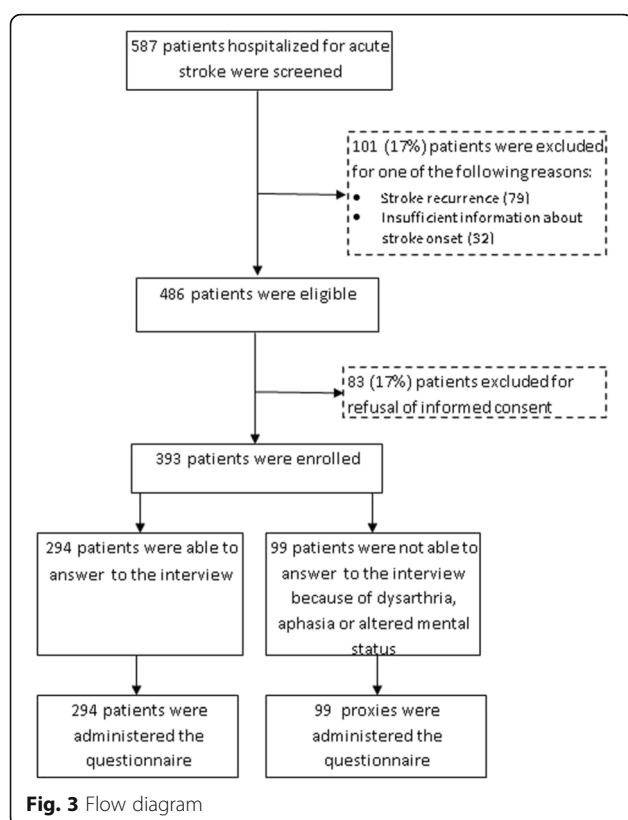 587 patients hospitalized for acute
stroke were screened
101 (17%) patients were excluded
for one of the following reasons:
• Stroke recurrence (79)
• Insufficient information about
stroke onset (32)
486 patients were eligible
83 (17%) patients excluded for
refusal of informed consent
393 patients were enrolled
294 patients were able to
answer to the interview
99 patients were not able to
answer to the interview
because of dysarthria,
aphasia or altered mental
status
294 patients were
administered the
questionnaire
99 proxies were
administered the
questionnaire
Fig. 3 Flow diagram